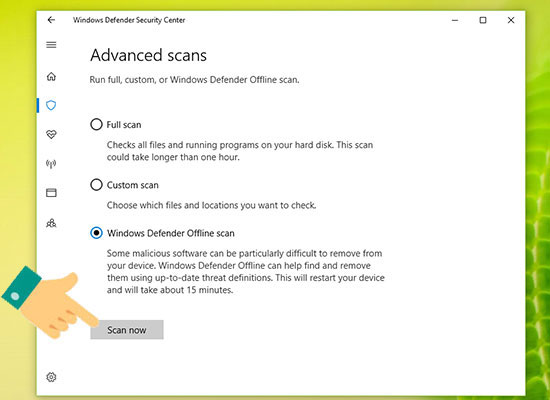 Windows Defender Security Center
Advanced scans
Run full, custom, or Windows Defender Offline scan.
Full scan
Checks all files and running programs on your hard disk. This scan
could take longer than one hour.
Custom scan
Choose which files and locations you want to check.
Windows Defender Offline scan
Some malicious software can be particularly difficult to remove from
your device. Windows Defender Offline can help find and remove
them using up-to-date threat definitions. This will restart your device
and will take about 15 minutes.
Scan now